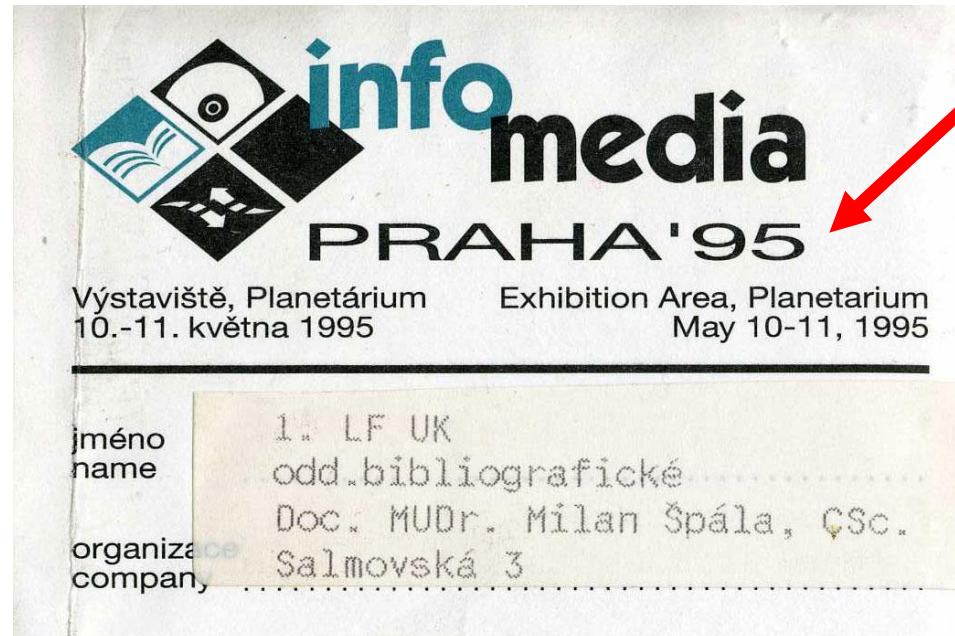 info
media
PRAHA'95
Výstaviště, Planetárium
10.-11. května 1995
Exhibition Area, Planetarium
May 10-11, 1995
jméno
name
1. LF UK
odd.bibliografické
Doc. MUDr. Milan Špála, CSc.
Salmovská 3
organizace
company